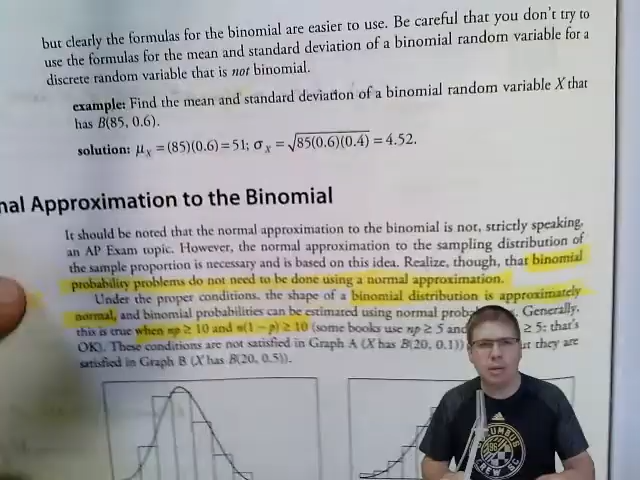 but clearly the formulas for the binomial are easier to use. Be careful that you don't try to
use the formulas for the mean and standard deviation of a binomial random variable for a
discrete random variable that is not binomial.
example: Find the mean and standard deviation of a binomial random variable X that
has B(85, 0.6).
solution: μX = (85)(0.6) = 51; σX = √85(0.6)(0.4) = 4.52.
nal Approximation to the Binomial
It should be noted that the normal approximation to the binomial is not, strictly speaking,
an AP Exam topic. However, the normal approximation to the sampling distribution of
the sample proportion is necessary and is based on this idea. Realize, though, that binomial
probability problems do not need to be done using a normal approximation.
Under the proper conditions, the shape of a binomial distribution is approximately
normal, and binomial probabilities can be estimated using normal Generally,
this is true when np ≥ 10 and n(1 – p) ≥ 10 (some books use np ≥ 5 and ≥ 5: that's
OK). These conditions are not satisfied in Graph A (X has B(20, 0.1)) they are
satisfied in Graph B (X has B(20, 0.5)).
adidas
96
CREW SC